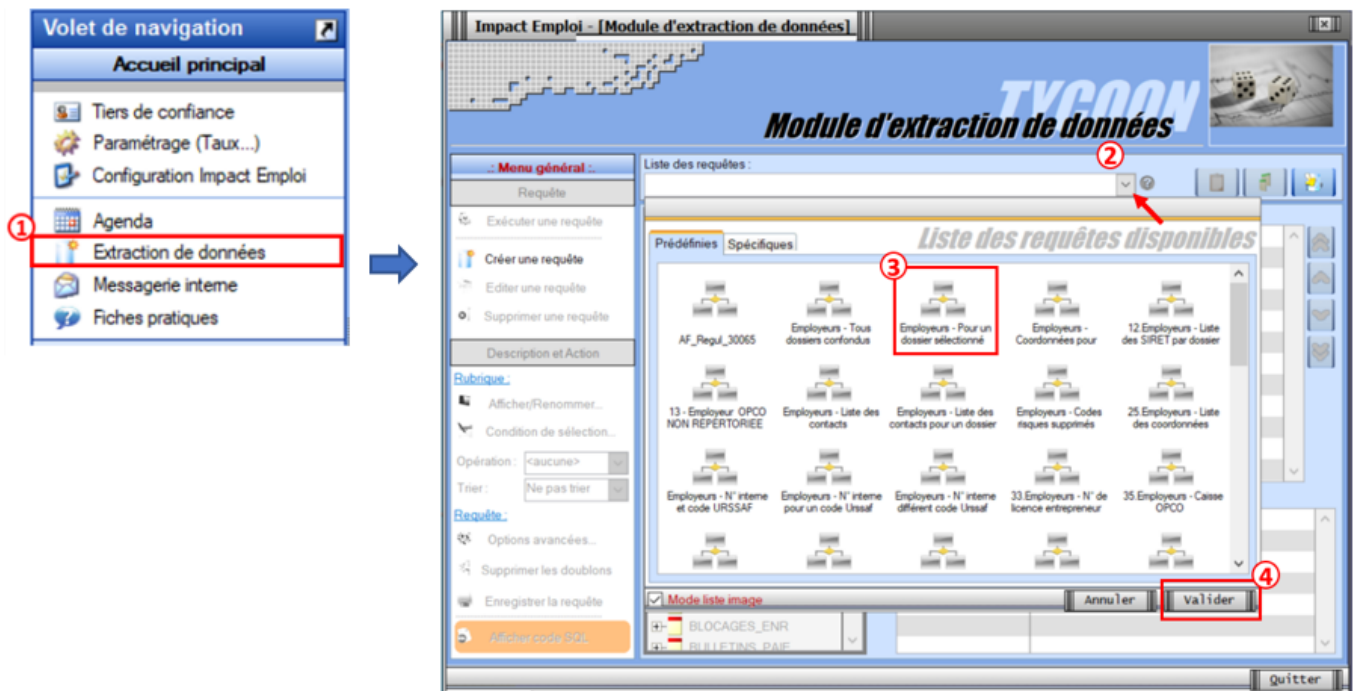 Volet de navigation
Accueil principal
Tiers de confiance
Paramétrage (Taux...)
Configuration Impact Emploi
Agenda
①
Extraction de données
Messagerie interne
Fiches pratiques
Impact Emploi - [Module d'extraction de données]
TYCOON
Module d'extraction de données
.: Menu général :.
Requête
Exécuter une requête
Créer une requête
Editer une requête
Supprimer une requête
Description et Action
Rubrique :
Afficher/Renommer...
Condition de sélection...
Opération : <aucune>
Trier : Ne pas trier
Requête :
Options avancées...
Supprimer les doublons
Enregistrer la requête
Afficher code SQL
Liste des requêtes :
②
Prédéfinies Spécifiques
Liste des requêtes disponibles
③
AF_Regul_30065
Employeurs - Tous
dossiers confondus
Employeurs - Pour un
dossier sélectionné
Employeurs -
Coordonnées pour
12.Employeurs - Liste
des SIRET par dossier
13 - Employeur OPCO
NON REPERTORIEE
Employeurs - Liste des
contacts
Employeurs - Liste des
contacts pour un dossier
Employeurs - Codes
risques supprimés
25.Employeurs - Liste
des coordonnées
Employeurs - N° interne
et code URSSAF
Employeurs - N° interne
pour un code Urssaf
Employeurs - N° interne
différent code Urssaf
33.Employeurs - N° de
licence entrepreneur
35.Employeurs - Caisse
OPCO
④
Mode liste image
Annuler
Valider
BLOCAGES_ENR
BULLETINS_PAIE
Quitter